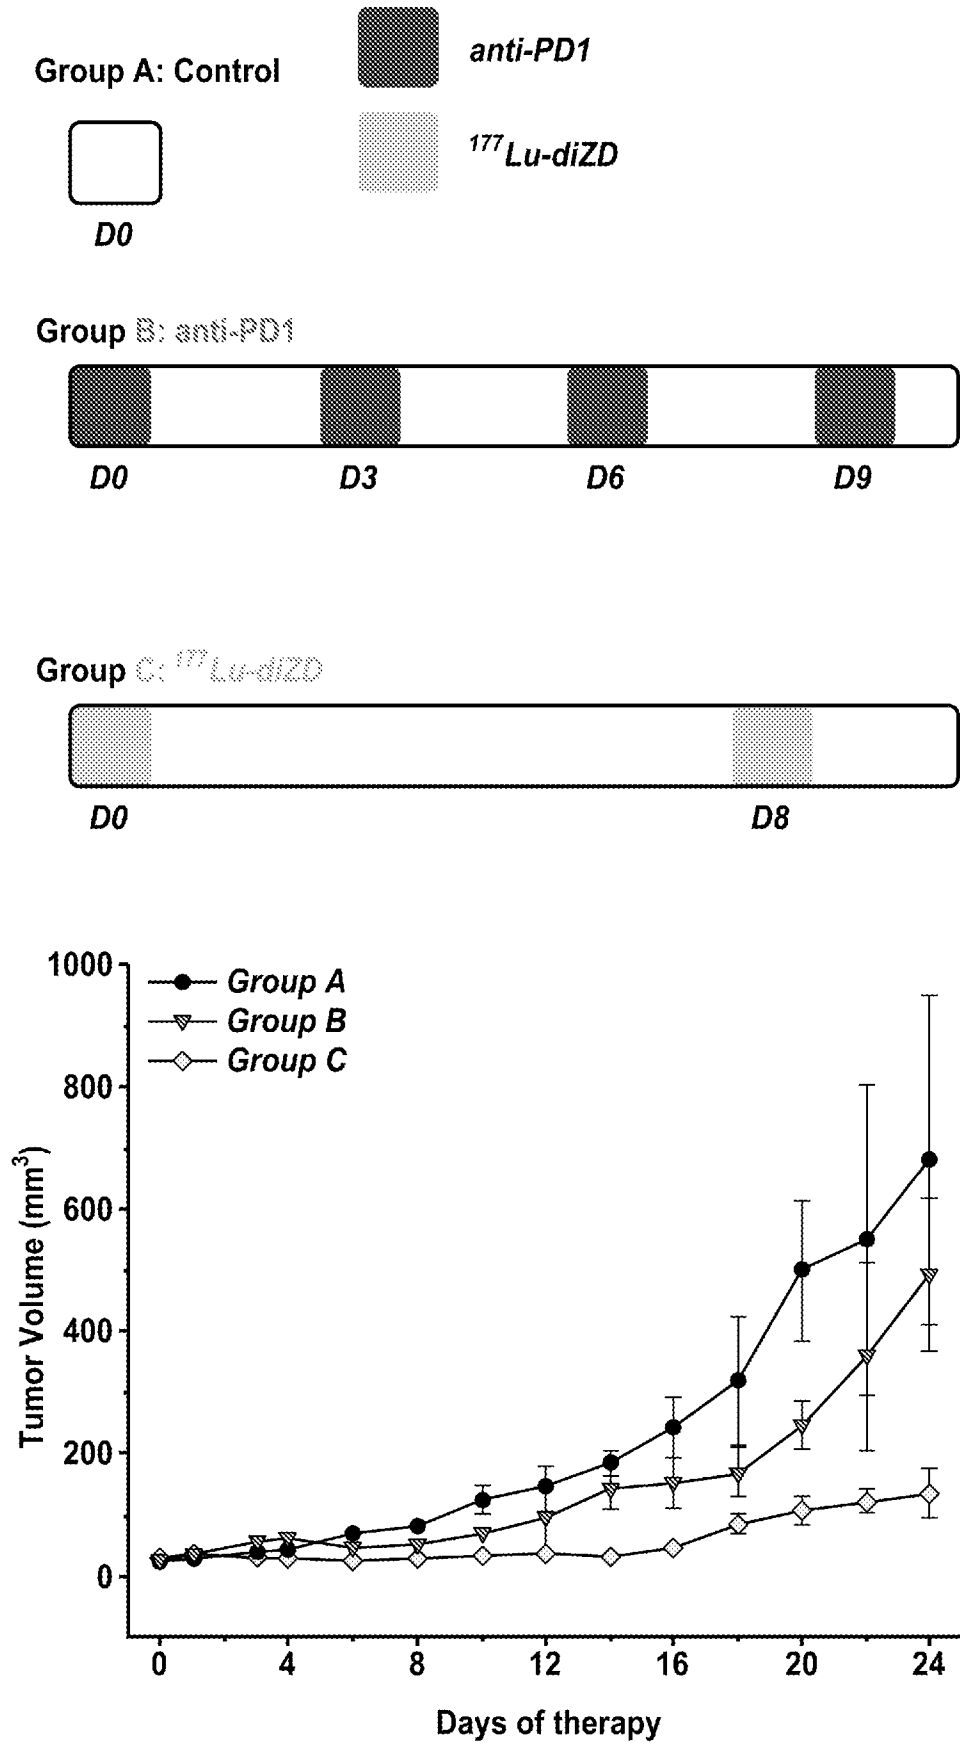 anti-PD1
Group A: Control
¹⁷⁷Lu-diZD
D0
Group B: anti-PD1
D0 D3 D6 D9
Group C: ¹⁷⁷Lu-diZD
D0 D8
1000
Group A
Group B
Group C
800
600
400
200
0
Tumor Volume (mm³)
0 4 8 12 16 20 24
Days of therapy